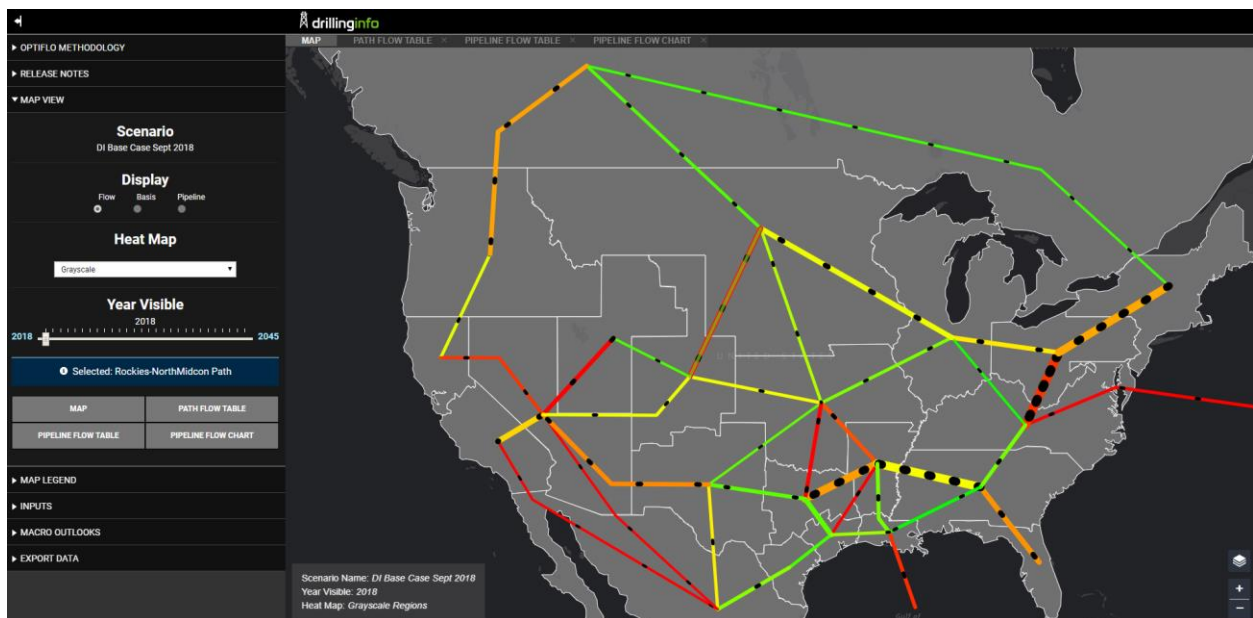 drillinginfo
MAP PATH FLOW TABLE × PIPELINE FLOW TABLE × PIPELINE FLOW CHART ×
OPTIFLO METHODOLOGY
RELEASE NOTES
MAP VIEW
Scenario
DI Base Case Sept 2018
Display
Flow Basis Pipeline
Heat Map
Grayscale
Year Visible
2018
2018 2045
Selected: Rockies-NorthMidcon Path
MAP PATH FLOW TABLE
PIPELINE FLOW TABLE PIPELINE FLOW CHART
MAP LEGEND
INPUTS
MACRO OUTLOOKS
EXPORT DATA
UNITED STATES
Scenario Name: DI Base Case Sept 2018
Year Visible: 2018
Heat Map: Grayscale Regions
+
−